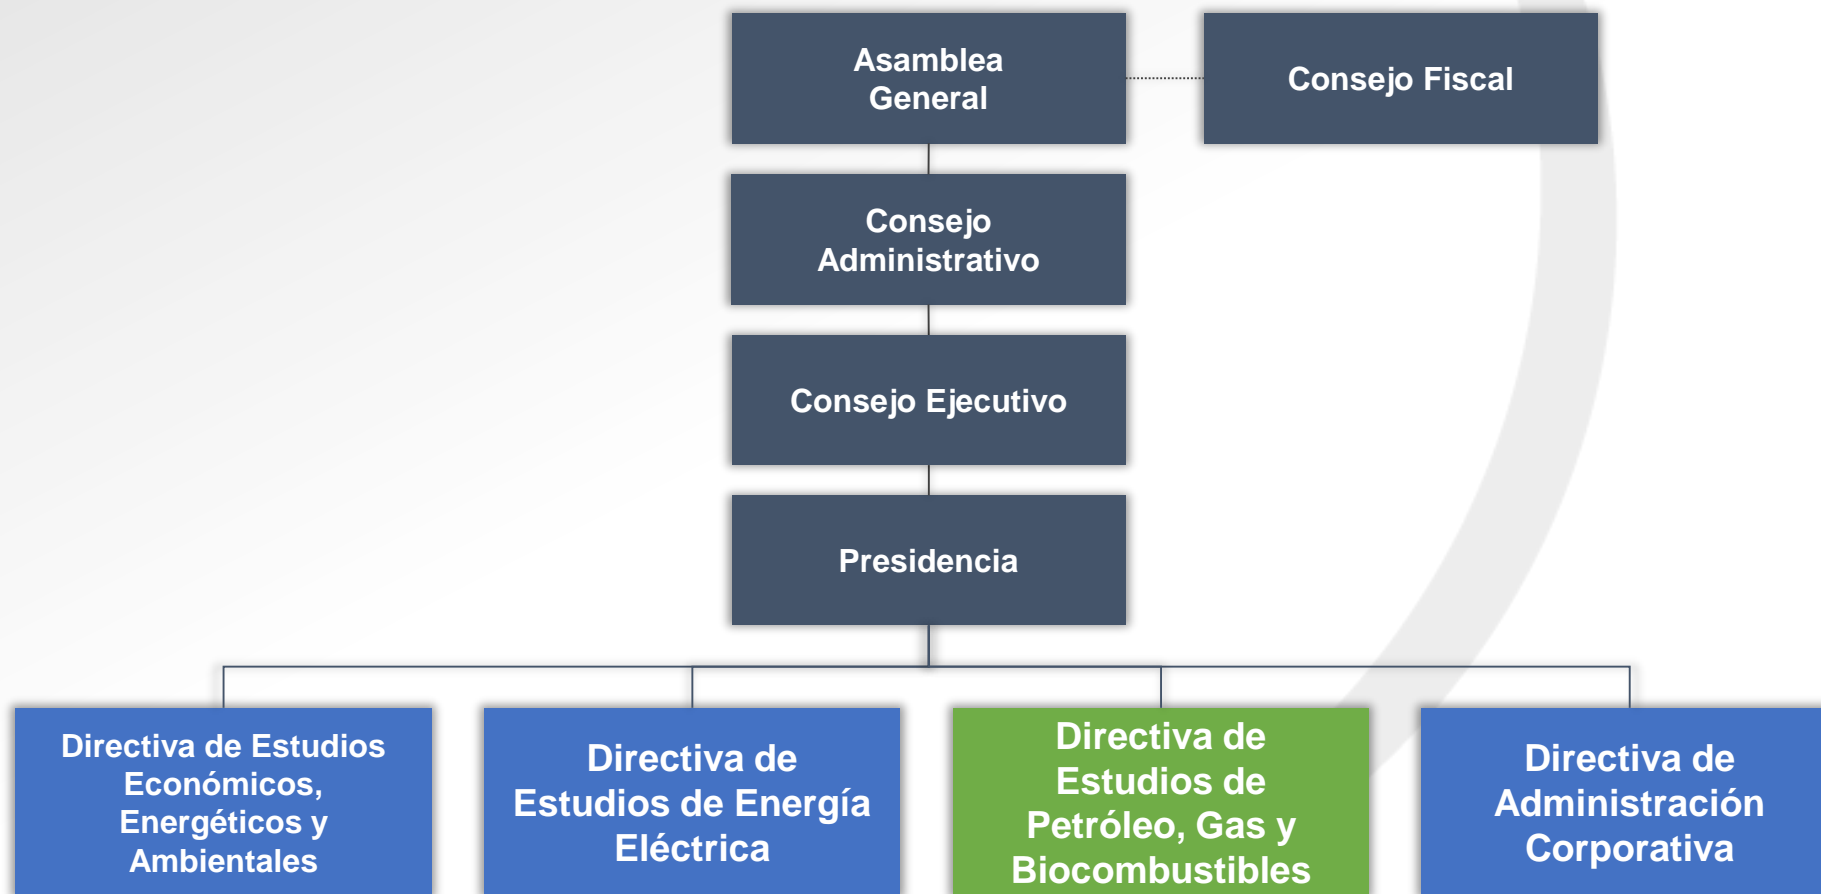 Asamblea
General
Consejo Fiscal
Consejo
Administrativo
Consejo Ejecutivo
Presidencia
Directiva de Estudios
Económicos,
Energéticos y
Ambientales
Directiva de
Estudios de Energía
Eléctrica
Directiva de
Estudios de
Petróleo, Gas y
Biocombustibles
Directiva de
Administración
Corporativa